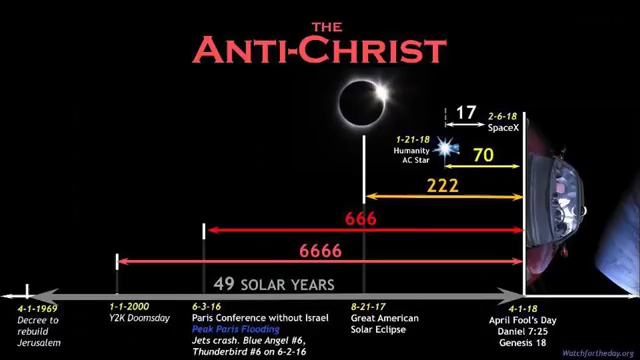 THE
ANTI-CHRIST
17
2-6-18
SpaceX
1-21-18
Humanity
AC Star
70
222
666
6666
49 SOLAR YEARS
4-1-1969
Decree to
rebuild
Jerusalem
1-1-2000
Y2K Doomsday
6-3-16
Paris Conference without Israel
Peak Paris Flooding
Jets crash. Blue Angel #6,
Thunderbird #6 on 6-2-16
8-21-17
Great American
Solar Eclipse
4-1-18
April Fool's Day
Daniel 7:25
Genesis 18
Watchfortheday.org